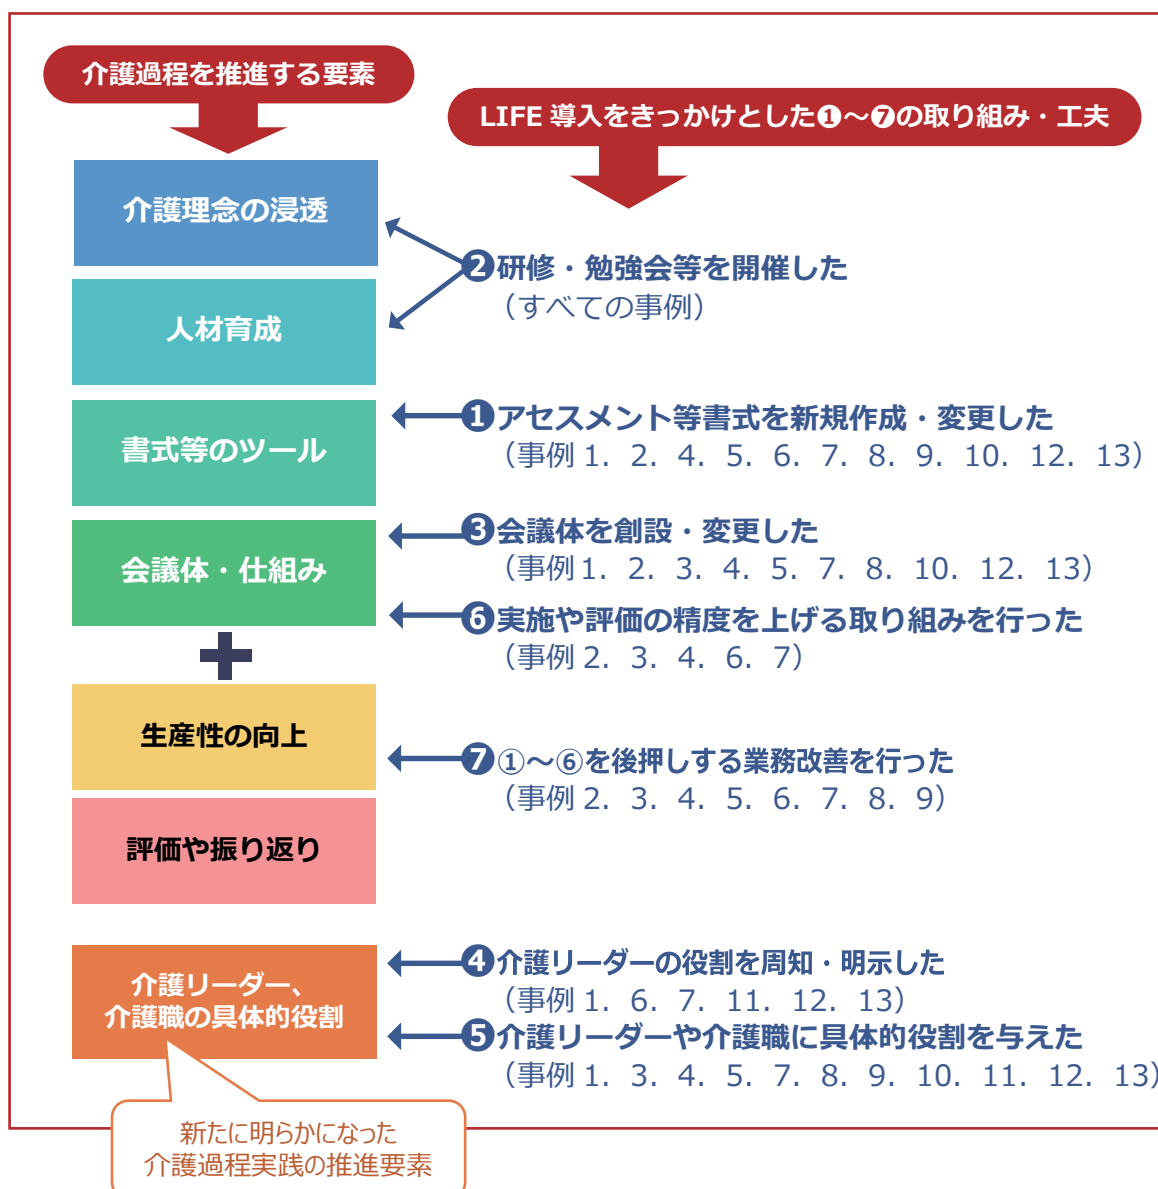 介護過程を推進する要素
LIFE 導入をきっかけとした❶～❼の取り組み・工夫
介護理念の浸透
人材育成
❷研修・勉強会等を開催した
（すべての事例）
書式等のツール
❶アセスメント等書式を新規作成・変更した
（事例 1．2．4．5．6．7．8．9．10．12．13）
会議体・仕組み
❸会議体を創設・変更した
（事例 1．2．3．4．5．7．8．10．12．13）
❻実施や評価の精度を上げる取り組みを行った
（事例 2．3．4．6．7）
生産性の向上
❼①～⑥を後押しする業務改善を行った
（事例 2．3．4．5．6．7．8．9）
評価や振り返り
介護リーダー、
介護職の具体的役割
❹介護リーダーの役割を周知・明示した
（事例 1．6．7．11．12．13）
❺介護リーダーや介護職に具体的役割を与えた
（事例 1．3．4．5．7．8．9．10．11．12．13）
新たに明らかになった
介護過程実践の推進要素